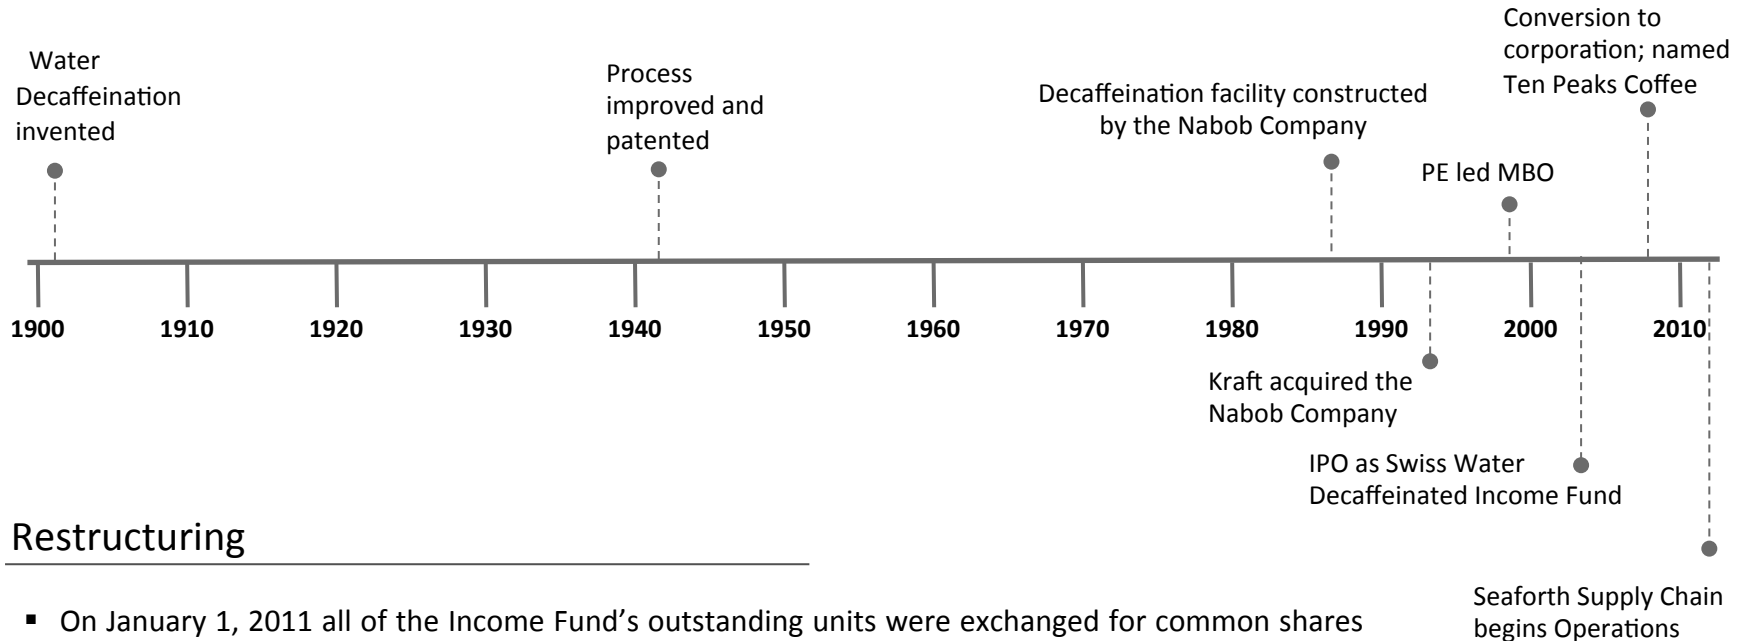 Conversion to
corporation; named
Ten Peaks Coffee
Water
Decaffeination
invented
Process
improved and
patented
Decaffeination facility constructed
by the Nabob Company
PE led MBO
1900 1910 1920 1930 1940 1950 1960 1970 1980 1990 2000 2010
Kraft acquired the
Nabob Company
IPO as Swiss Water
Decaffeinated Income Fund
Seaforth Supply Chain
begins Operations
Restructuring
▪ On January 1, 2011 all of the Income Fund's outstanding units were exchanged for common shares